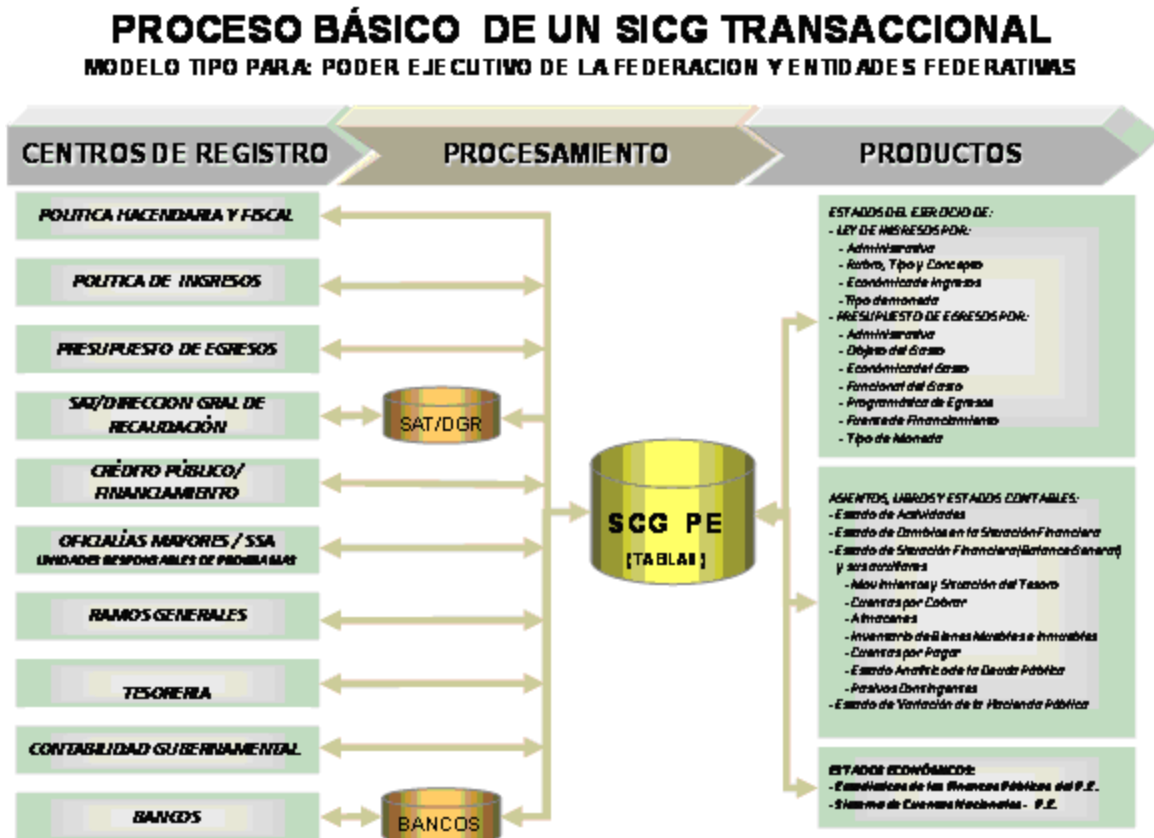 PROCESO BÁSICO DE UN SICG TRANSACCIONAL
MODELO TIPO PARA: PODER EJECUTIVO DE LA FEDERACION Y ENTIDADES FEDERATIVAS
CENTROS DE REGISTRO
PROCESAMIENTO
PRODUCTOS
POLITICA HACENDARIA Y FISCAL
POLITICA DE INGRESOS
PRESUPUESTO DE EGRESOS
SAT/DIRECCION GRAL DE
RECAUDACIÓN
CRÉDITO PÚBLICO/
FINANCIAMIENTO
OFICIALÍAS MAYORES / SSA
UNIDADES RESPONSABLES DE PROGRAMAS
RAMOS GENERALES
TESORERIA
CONTABILIDAD GUBERNAMENTAL
BANCOS
SAT/DGR
BANCOS
SCG PE
(TABLAS)
ESTADOS DEL EJERCICIO DE:
- LEY DE INGRESOS POR:
- Administrativa
- Rubro, Tipo y Concepto
- Económica de Ingresos
- Tipo de moneda
- PRESUPUESTO DE EGRESOS POR:
- Administrativa
- Objeto del Gasto
- Económica del Gasto
- Funcional del Gasto
- Programática de Egresos
- Fuente de Financiamiento
- Tipo de Moneda
ASIENTOS, LIBROS Y ESTADOS CONTABLES:
- Estado de Actividades
- Estado de Cambios en la Situación Financiera
- Estado de Situación Financiera (Balance General)
y sus auxiliares
- Movimientos y Situación del Tesoro
- Cuentas por Cobrar
- Almacenes
- Inventario de Bienes Muebles e Inmuebles
- Cuentas por Pagar
- Estado Analítico de la Deuda Pública
- Pasivos Contingentes
- Estado de Variación de la Hacienda Pública
ESTADOS ECONÓMICOS:
- Estadísticas de las Finanzas Públicas del P.E.
- Sistema de Cuentas Nacionales - P.E.